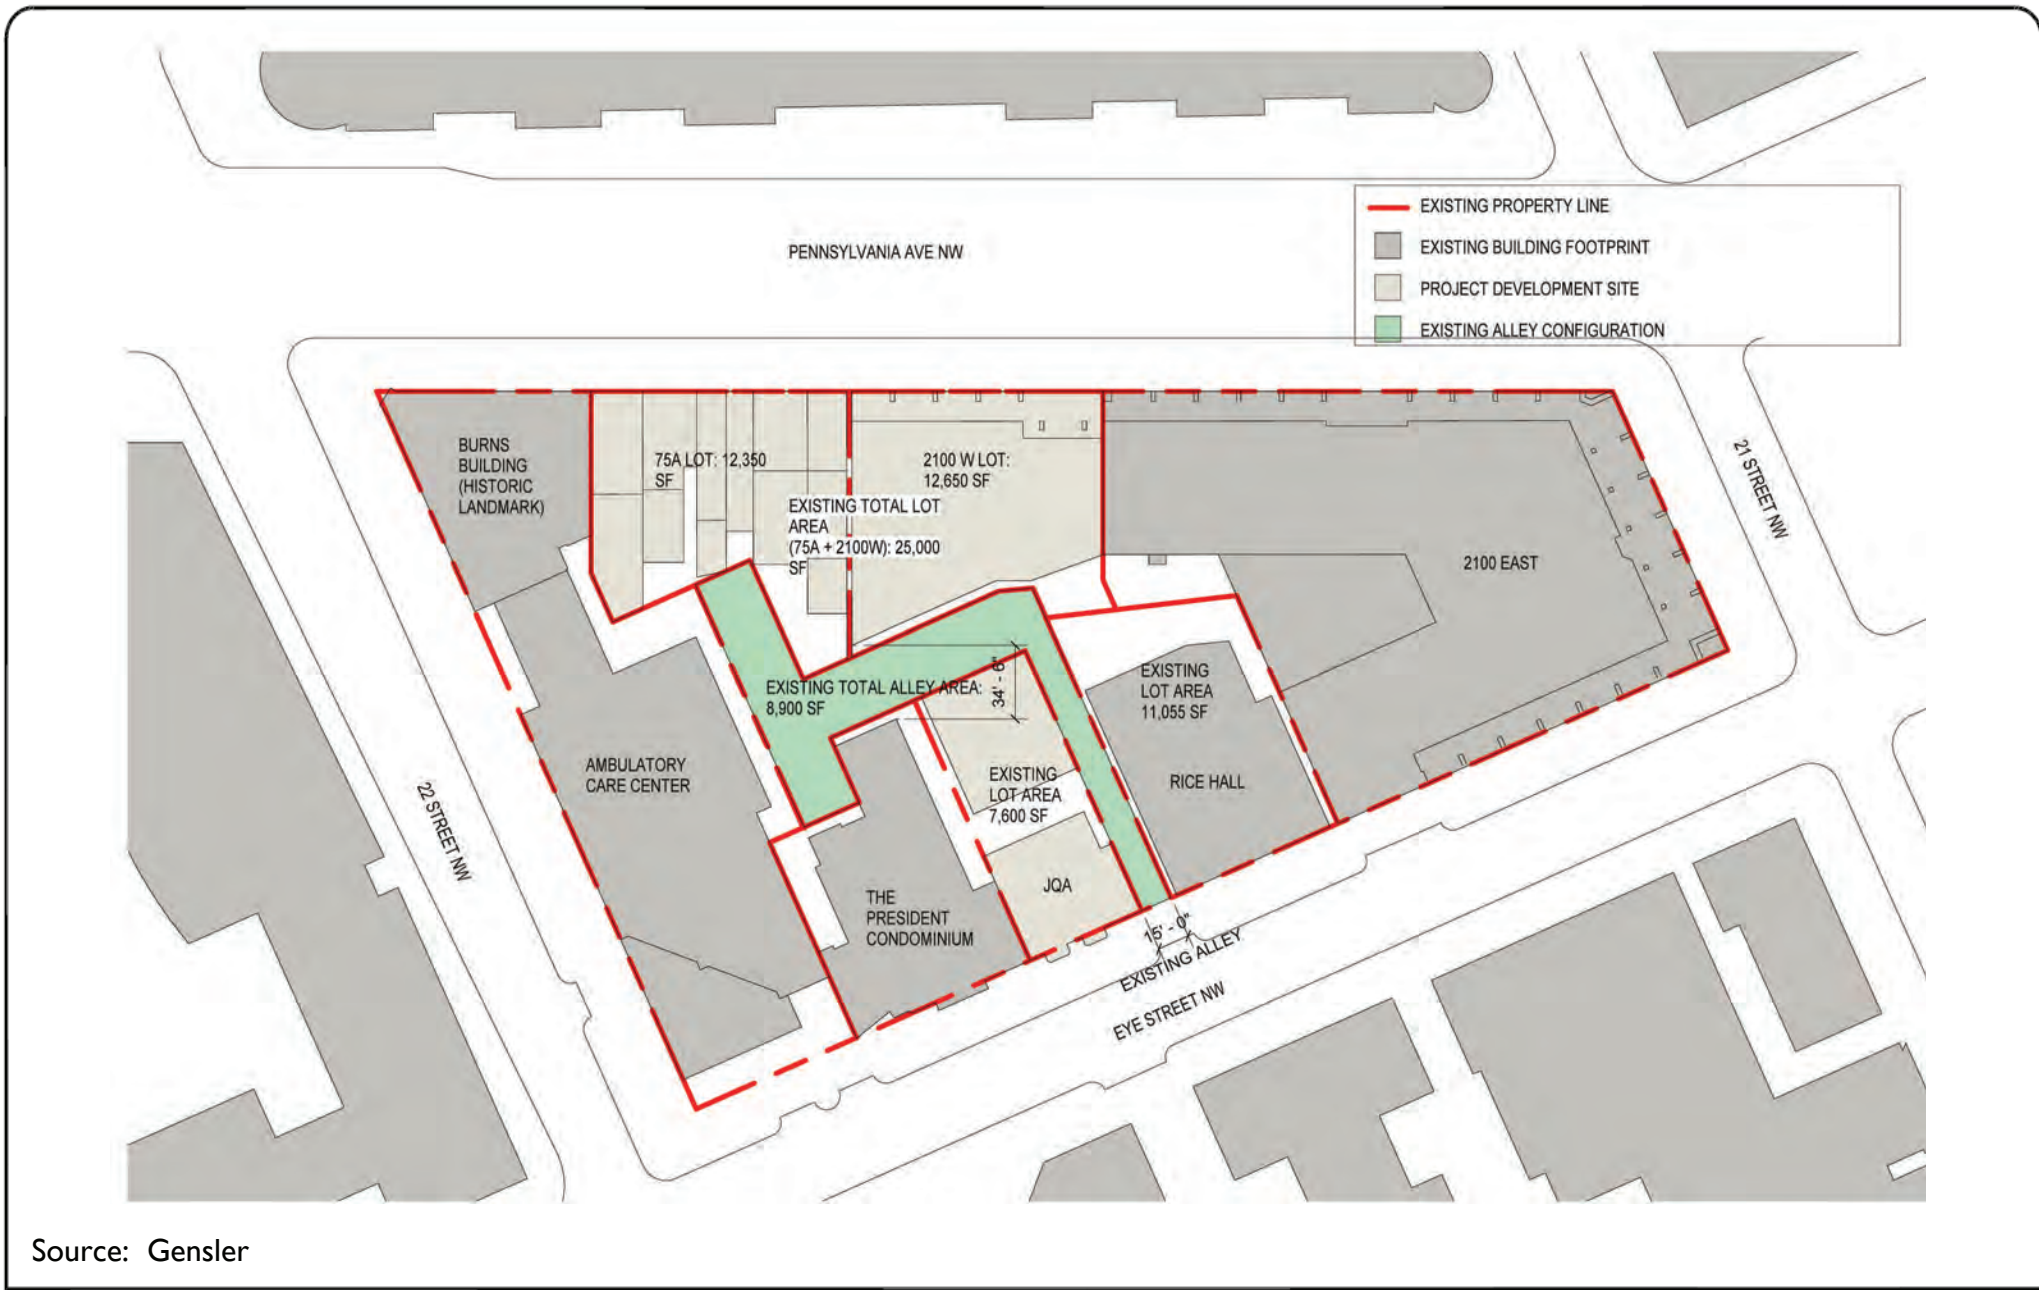 PENNSYLVANIA AVE NW
EXISTING PROPERTY LINE
EXISTING BUILDING FOOTPRINT
PROJECT DEVELOPMENT SITE
EXISTING ALLEY CONFIGURATION
BURNS
BUILDING
(HISTORIC
LANDMARK)
75A LOT: 12,350
SF
2100 W LOT:
12,650 SF
EXISTING TOTAL LOT
AREA
(75A + 2100W): 25,000
SF
21 STREET NW
2100 EAST
EXISTING TOTAL ALLEY AREA:
8,900 SF
34' - 6"
EXISTING
LOT AREA
11,055 SF
RICE HALL
AMBULATORY
CARE CENTER
EXISTING
LOT AREA
7,600 SF
22 STREET NW
JQA
THE
PRESIDENT
CONDOMINIUM
15' - 0"
EXISTING ALLEY
EYE STREET NW
Source: Gensler